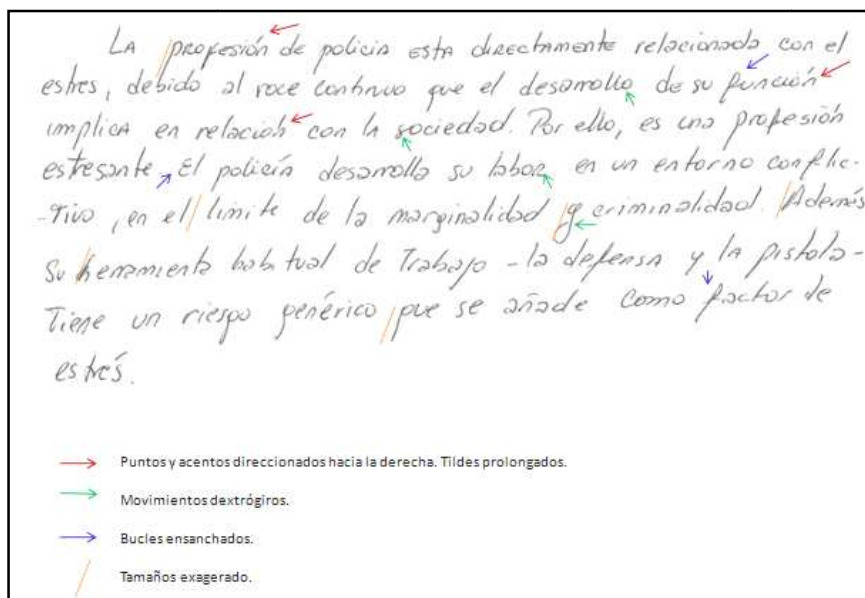 LA profesión de policia estA directamente relacionada con el
estres, debido al roce continuo que el desarrollo de su función
implica en relación con lA sociedad. Por ello, es una profesión
estresante. El policía desarrolla su labor, en un entorno conflic-
-Tivo, en el límite de la marginalidad y criminalidad. Además
su herramienta habitual de Trabajo - la defensa y lA pistola -
Tiene un riesgo genérico que se añade como factor de
estrés.
Puntos y acentos direccionados hacia la derecha. Tildes prolongados.
Movimientos dextrógiros.
Bucles ensanchados.
Tamaños exagerado.